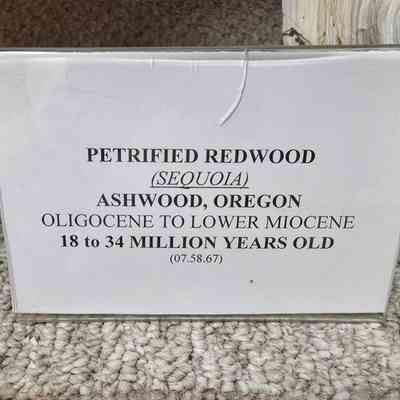 PETRIFIED REDWOOD
(SEQUOIA)
ASHWOOD, OREGON
OLIGOCENE TO LOWER MIOCENE
18 to 34 MILLION YEARS OLD
(07.58.67)